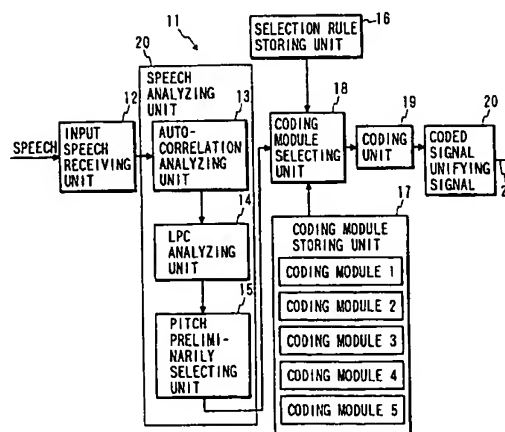 11
16
SELECTION RULE
STORING UNIT
20
SPEECH
ANALYZING
UNIT
12
SPEECH
INPUT
SPEECH
RECEIVING
UNIT
13
AUTO-
CORRELATION
ANALYZING
UNIT
14
LPC
ANALYZING
UNIT
15
PITCH
PRELIMI-
NARILY
SELECTING
UNIT
18
CODING
MODULE
SELECTING
UNIT
19
CODING
UNIT
20
CODED
SIGNAL
UNIFYING
SIGNAL
17
CODING MODULE
STORING UNIT
CODING MODULE 1
CODING MODULE 2
CODING MODULE 3
CODING MODULE 4
CODING MODULE 5